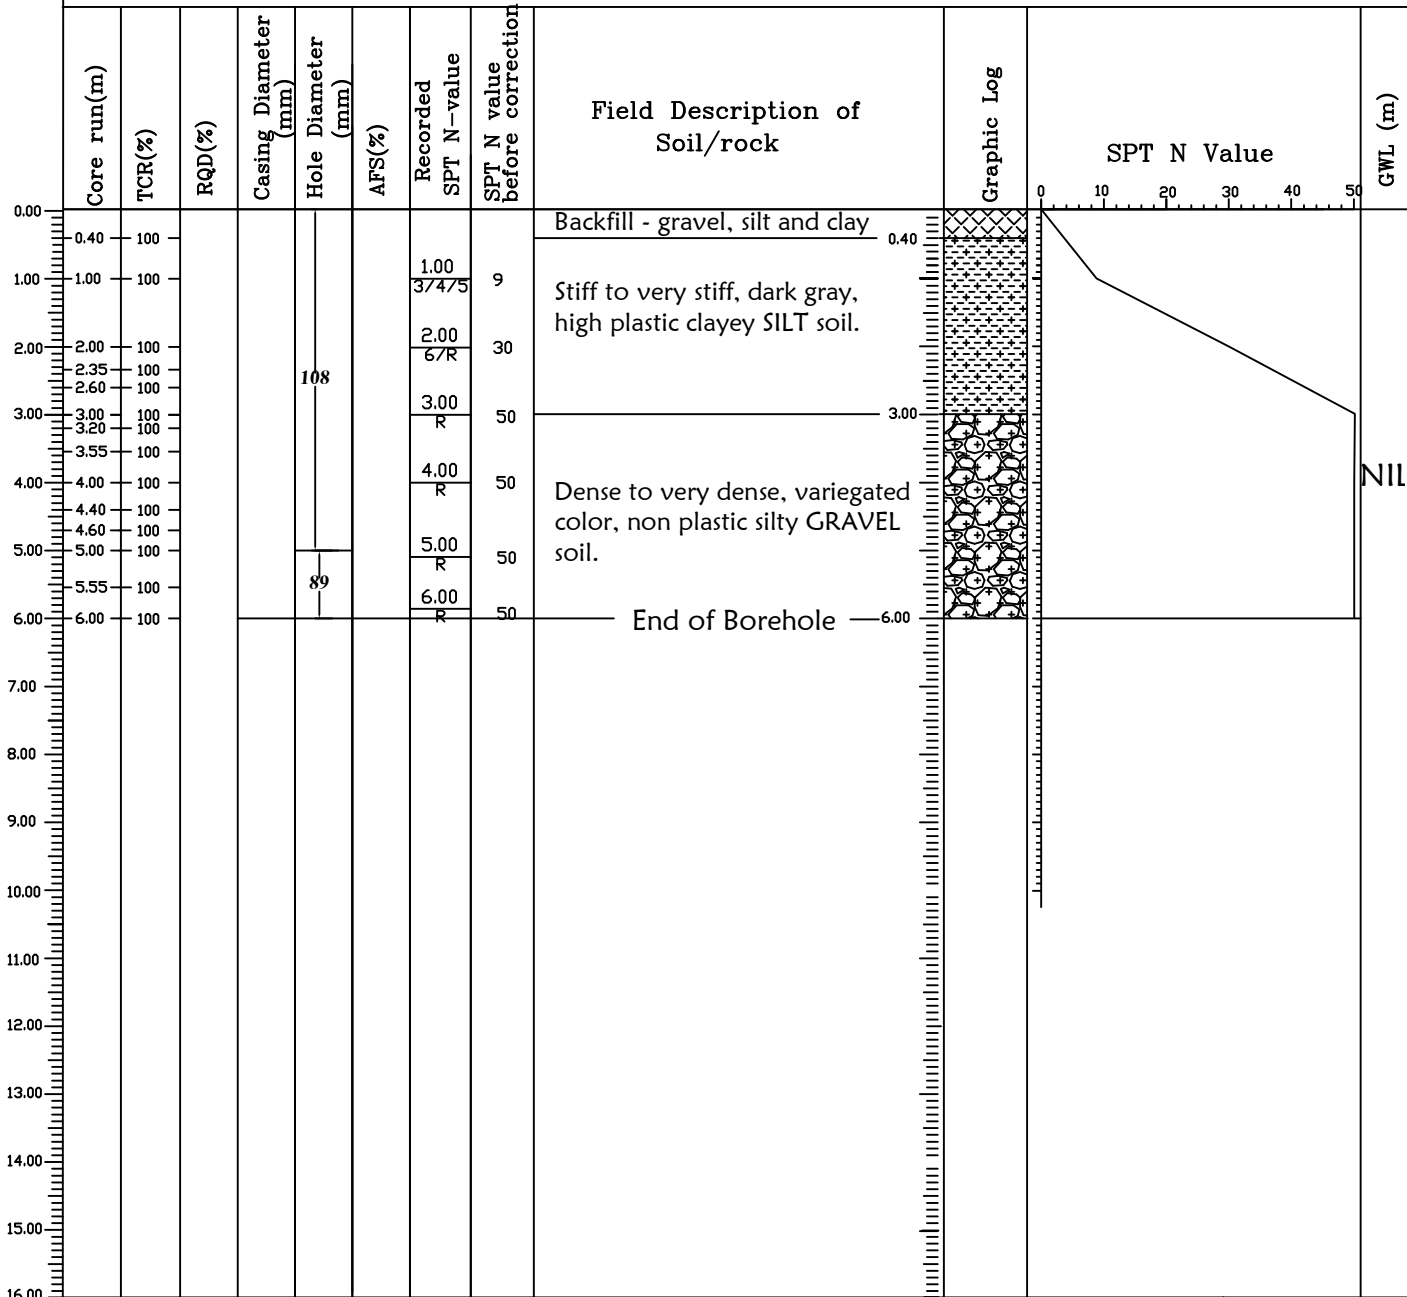 Core run(m)
TCR(%)
RQD(%)
Casing Diameter
(mm)
Hole Diameter
(mm)
AFS(%)
Recorded
SPT N-value
SPT N value
before correction
Field Description of
Soil/rock
Graphic Log
SPT N Value
GWL (m)
0 10 20 30 40 50
0.00
Backfill - gravel, silt and clay
0.40 100 0.40
1.00
1.00 1.00 100 3/4/5 9
Stiff to very stiff, dark gray,
high plastic clayey SILT soil.
2.00
2.00 2.00 100 6/R 30
2.35 100
108
2.60 100
3.00
3.00 3.00 100 R 50 3.00
3.20 100
3.55 100
4.00
4.00 4.00 100 R 50
NIL
Dense to very dense, variegated
color, non plastic silty GRAVEL
soil.
4.40 100
4.60 100
5.00
5.00 5.00 100 R 50
89
5.55 100
6.00
6.00 6.00 100 R 50 End of Borehole 6.00
7.00
8.00
9.00
10.00
11.00
12.00
13.00
14.00
15.00
16.00